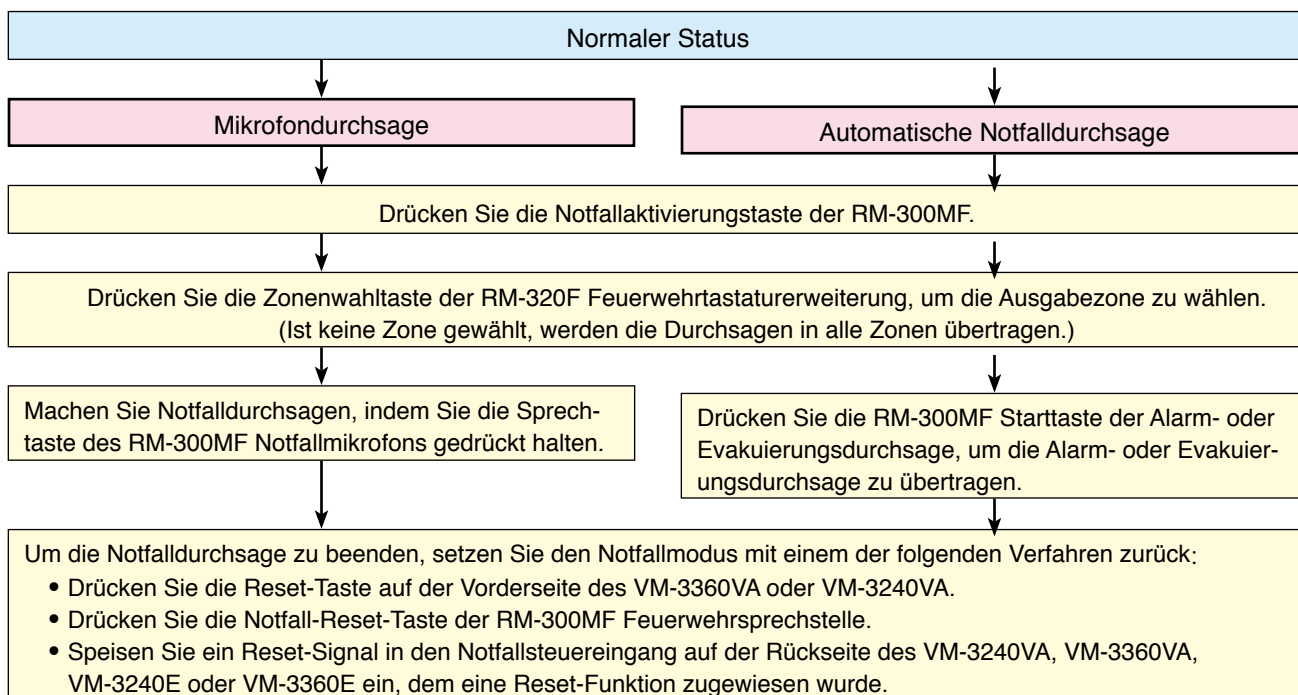 Normaler Status
Mikrofondurchsage
Automatische Notfalldurchsage
Drücken Sie die Notfallaktivierungstaste der RM-300MF.
Drücken Sie die Zonenwahltaste der RM-320F Feuerwehrtastaturerweiterung, um die Ausgabezone zu wählen.
(Ist keine Zone gewählt, werden die Durchsagen in alle Zonen übertragen.)
Machen Sie Notfalldurchsagen, indem Sie die Sprech-
taste des RM-300MF Notfallmikrofons gedrückt halten.
Drücken Sie die RM-300MF Starttaste der Alarm- oder
Evakuierungsdurchsage, um die Alarm- oder Evakuier-
ungsdurchsage zu übertragen.
Um die Notfalldurchsage zu beenden, setzen Sie den Notfallmodus mit einem der folgenden Verfahren zurück:
• Drücken Sie die Reset-Taste auf der Vorderseite des VM-3360VA oder VM-3240VA.
• Drücken Sie die Notfall-Reset-Taste der RM-300MF Feuerwehrsprechstelle.
• Speisen Sie ein Reset-Signal in den Notfallsteuereingang auf der Rückseite des VM-3240VA, VM-3360VA,
VM-3240E oder VM-3360E ein, dem eine Reset-Funktion zugewiesen wurde.